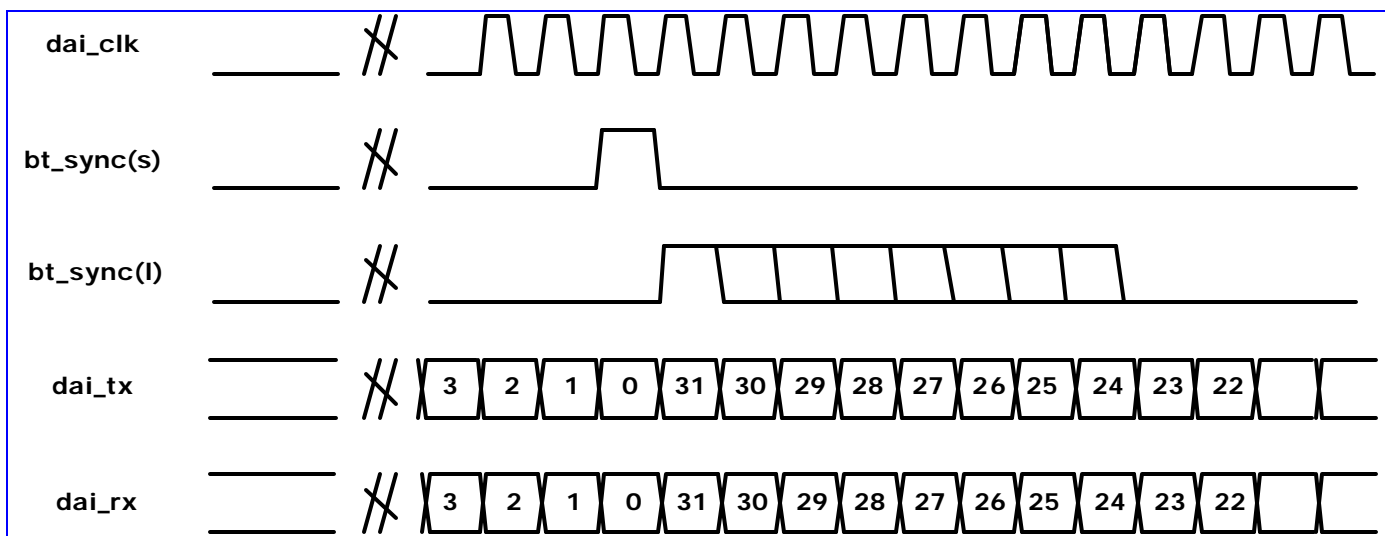 dai_clk
bt_sync(s)
bt_sync(l)
dai_tx
3 2 1 0 31 30 29 28 27 26 25 24 23 22
dai_rx
3 2 1 0 31 30 29 28 27 26 25 24 23 22